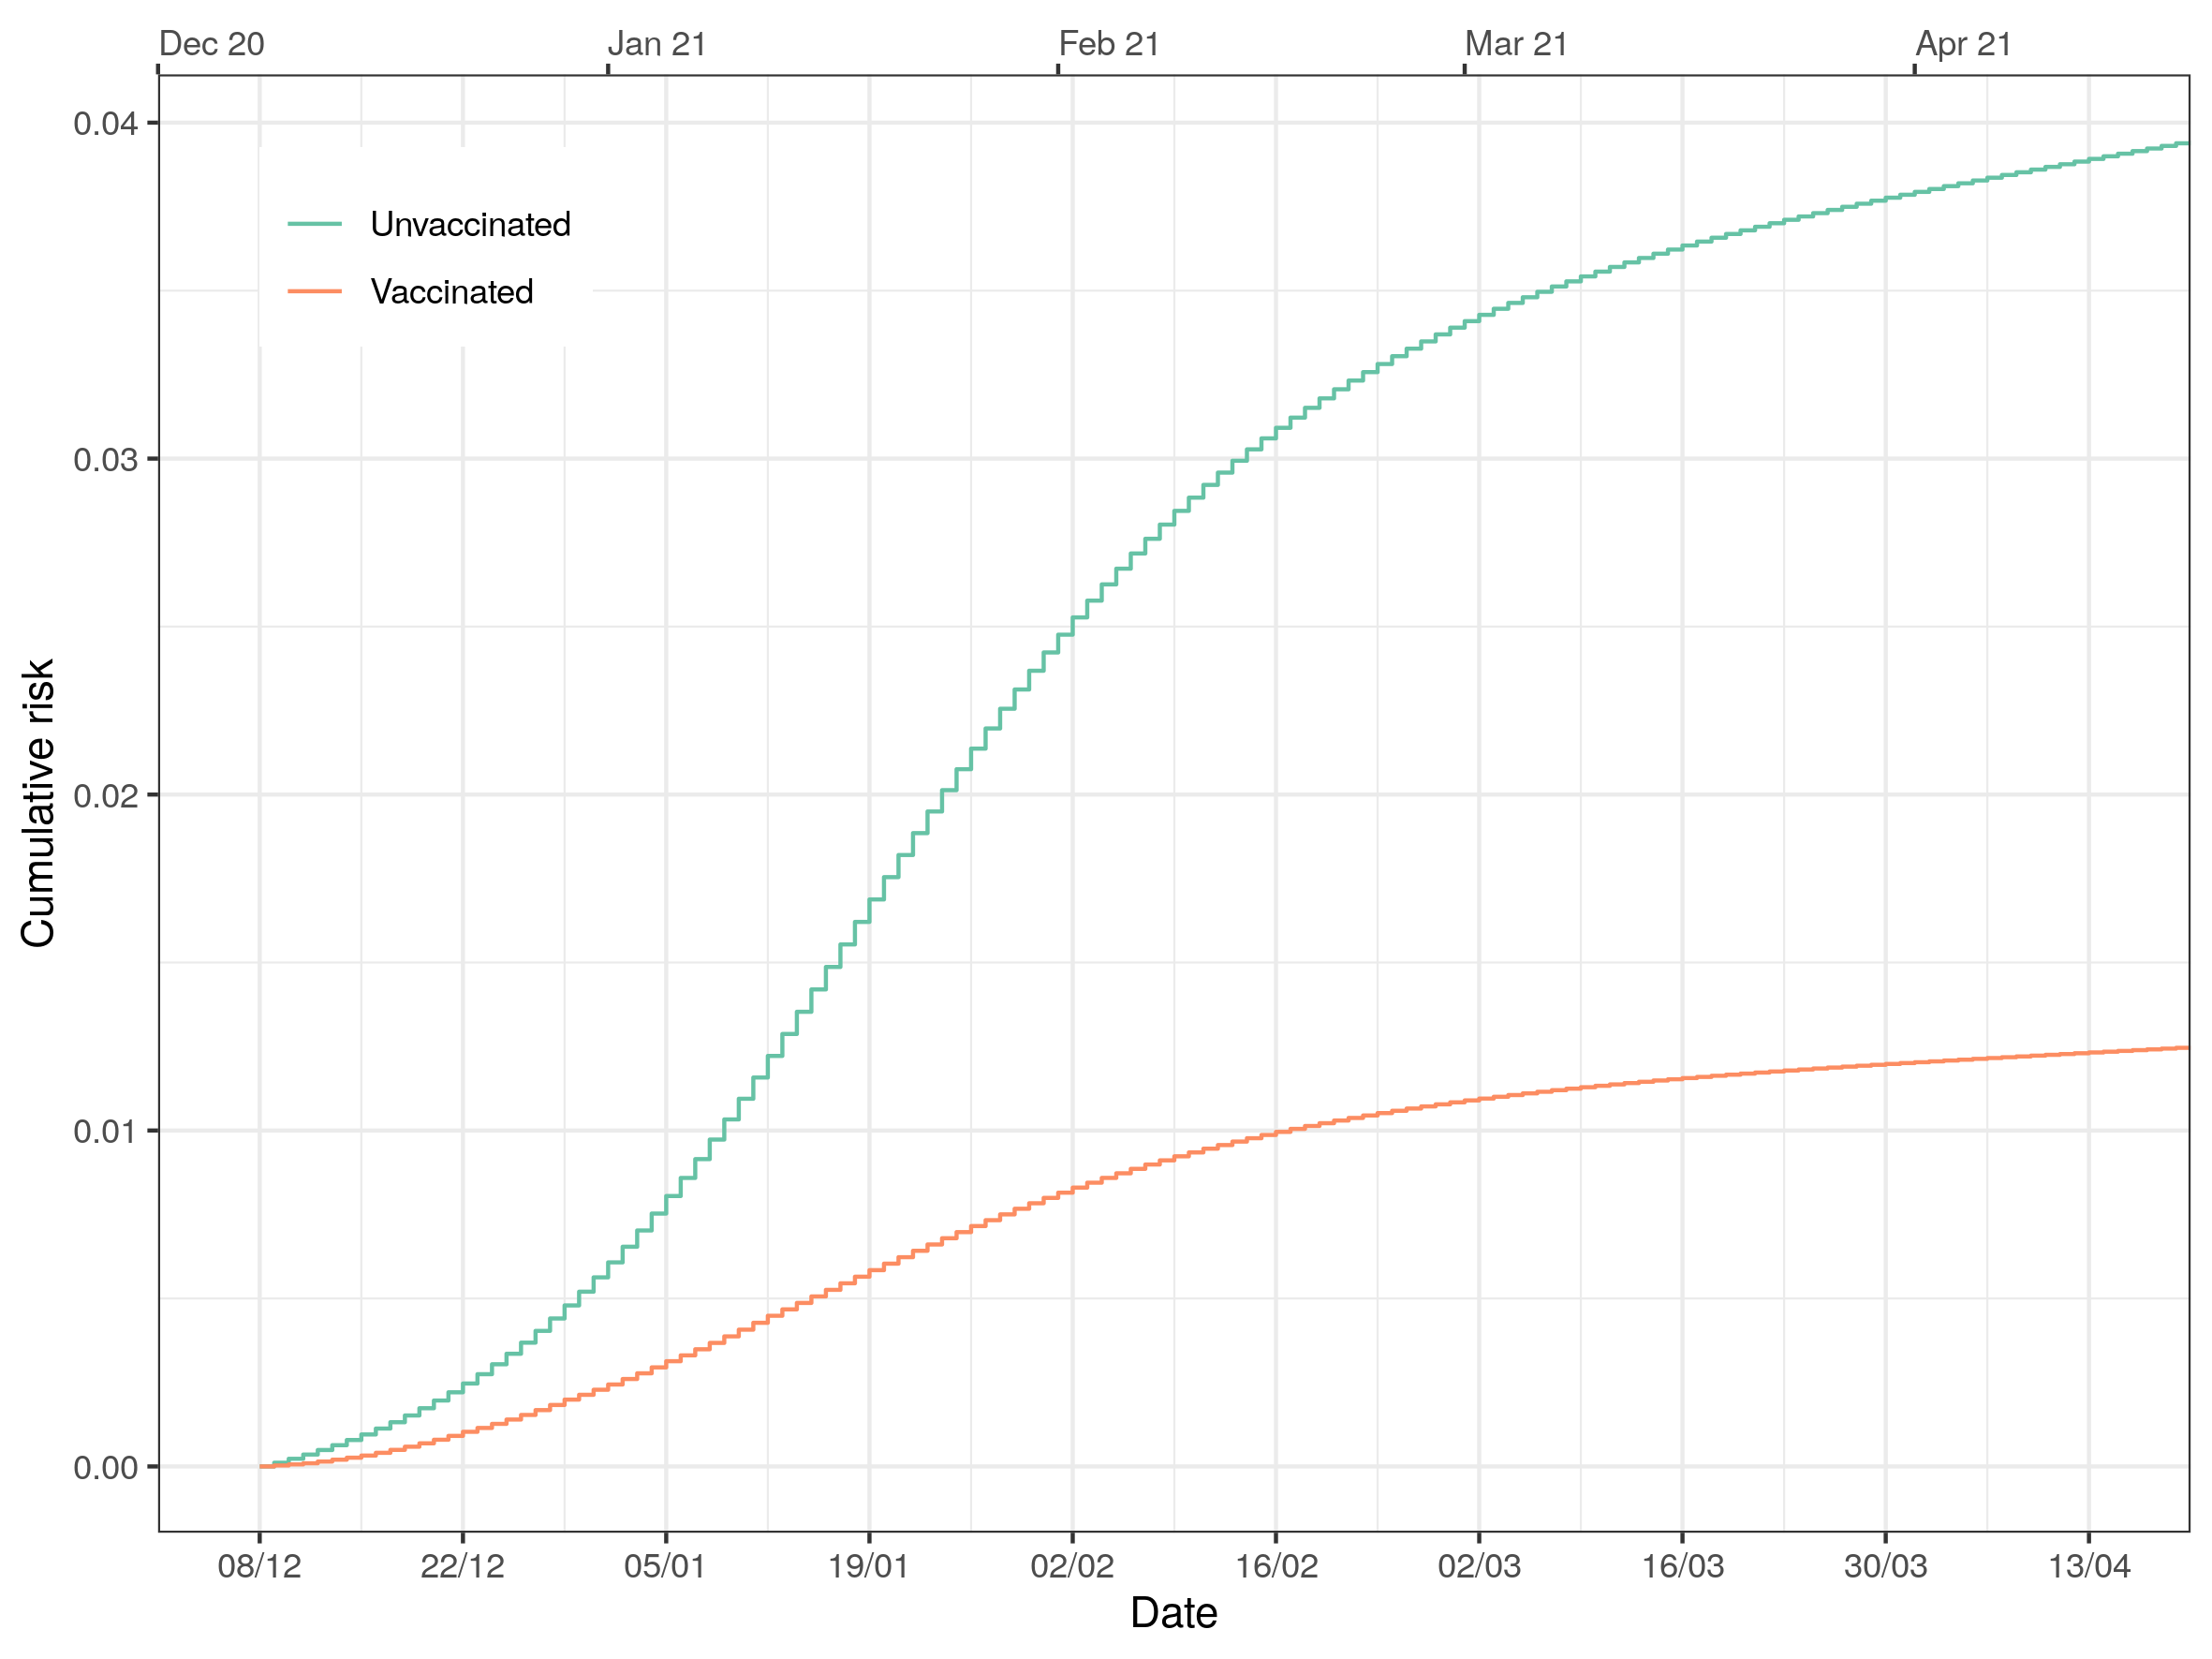 Dec 20 Jan 21 Feb 21 Mar 21 Apr 21
0.04
Unvaccinated
Vaccinated
0.03
0.02
0.01
0.00
Cumulative risk
08/12 22/12 05/01 19/01 02/02 16/02 02/03 16/03 30/03 13/04
Date